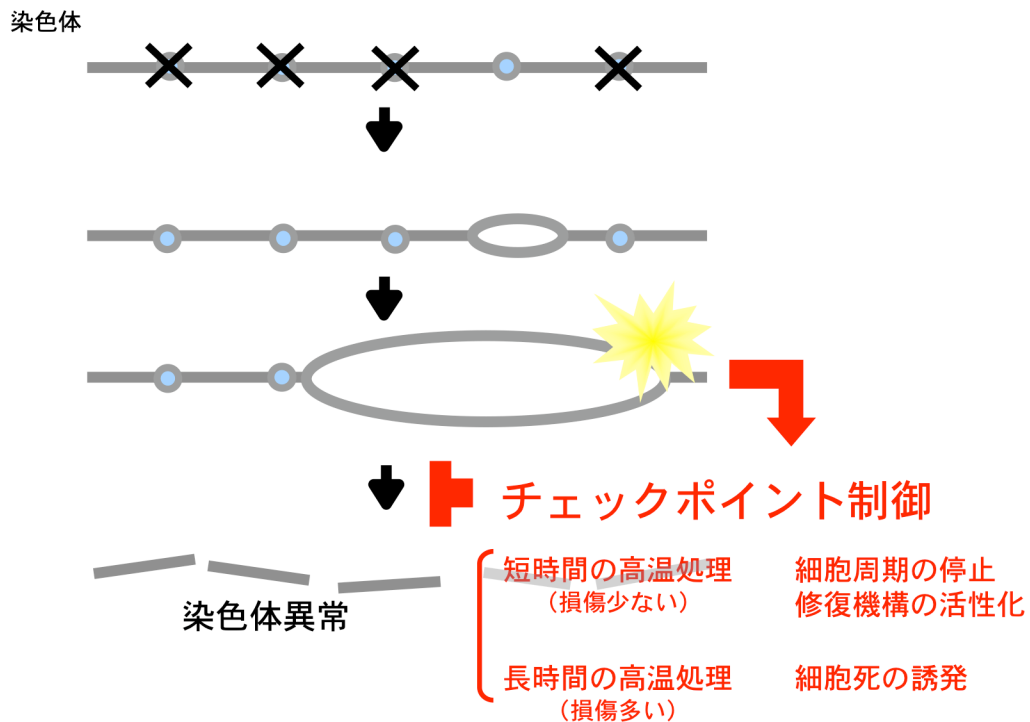 染色体
チェックポイント制御
染色体異常
短時間の高温処理
（損傷少ない）
細胞周期の停止
修復機構の活性化
長時間の高温処理
（損傷多い）
細胞死の誘発